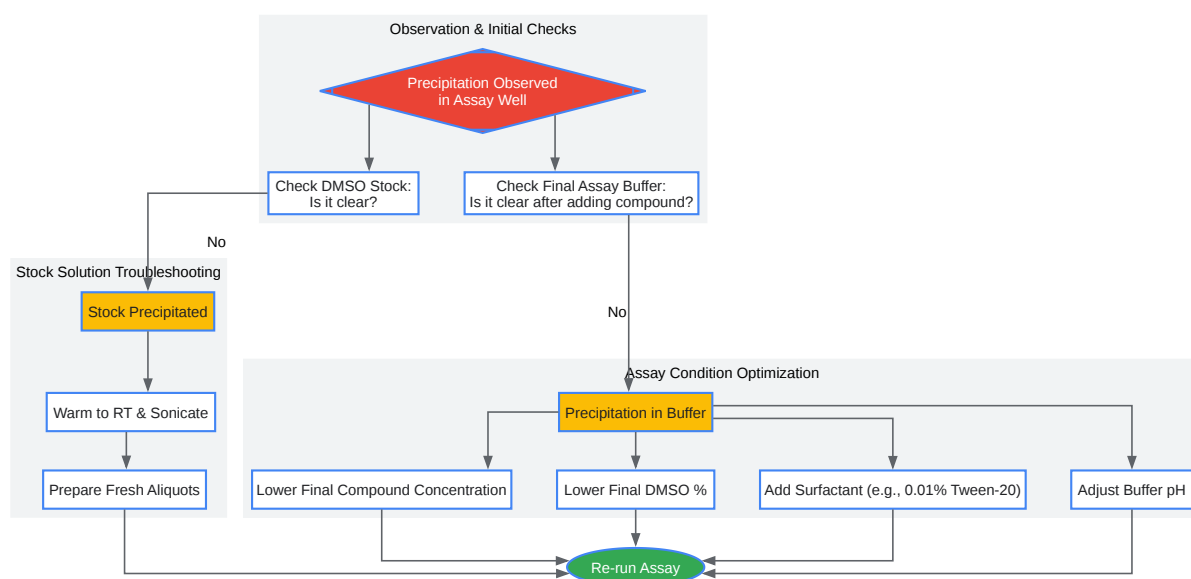 Observation & Initial Checks
Precipitation Observed
in Assay Well
Check DMSO Stock:
Is it clear?
Check Final Assay Buffer:
Is it clear after adding compound?
No
Stock Solution Troubleshooting
Stock Precipitated
No
Assay Condition Optimization
Warm to RT & Sonicate
Precipitation in Buffer
Prepare Fresh Aliquots
Lower Final Compound Concentration
Lower Final DMSO %
Add Surfactant (e.g., 0.01% Tween-20)
Adjust Buffer pH
Re-run Assay